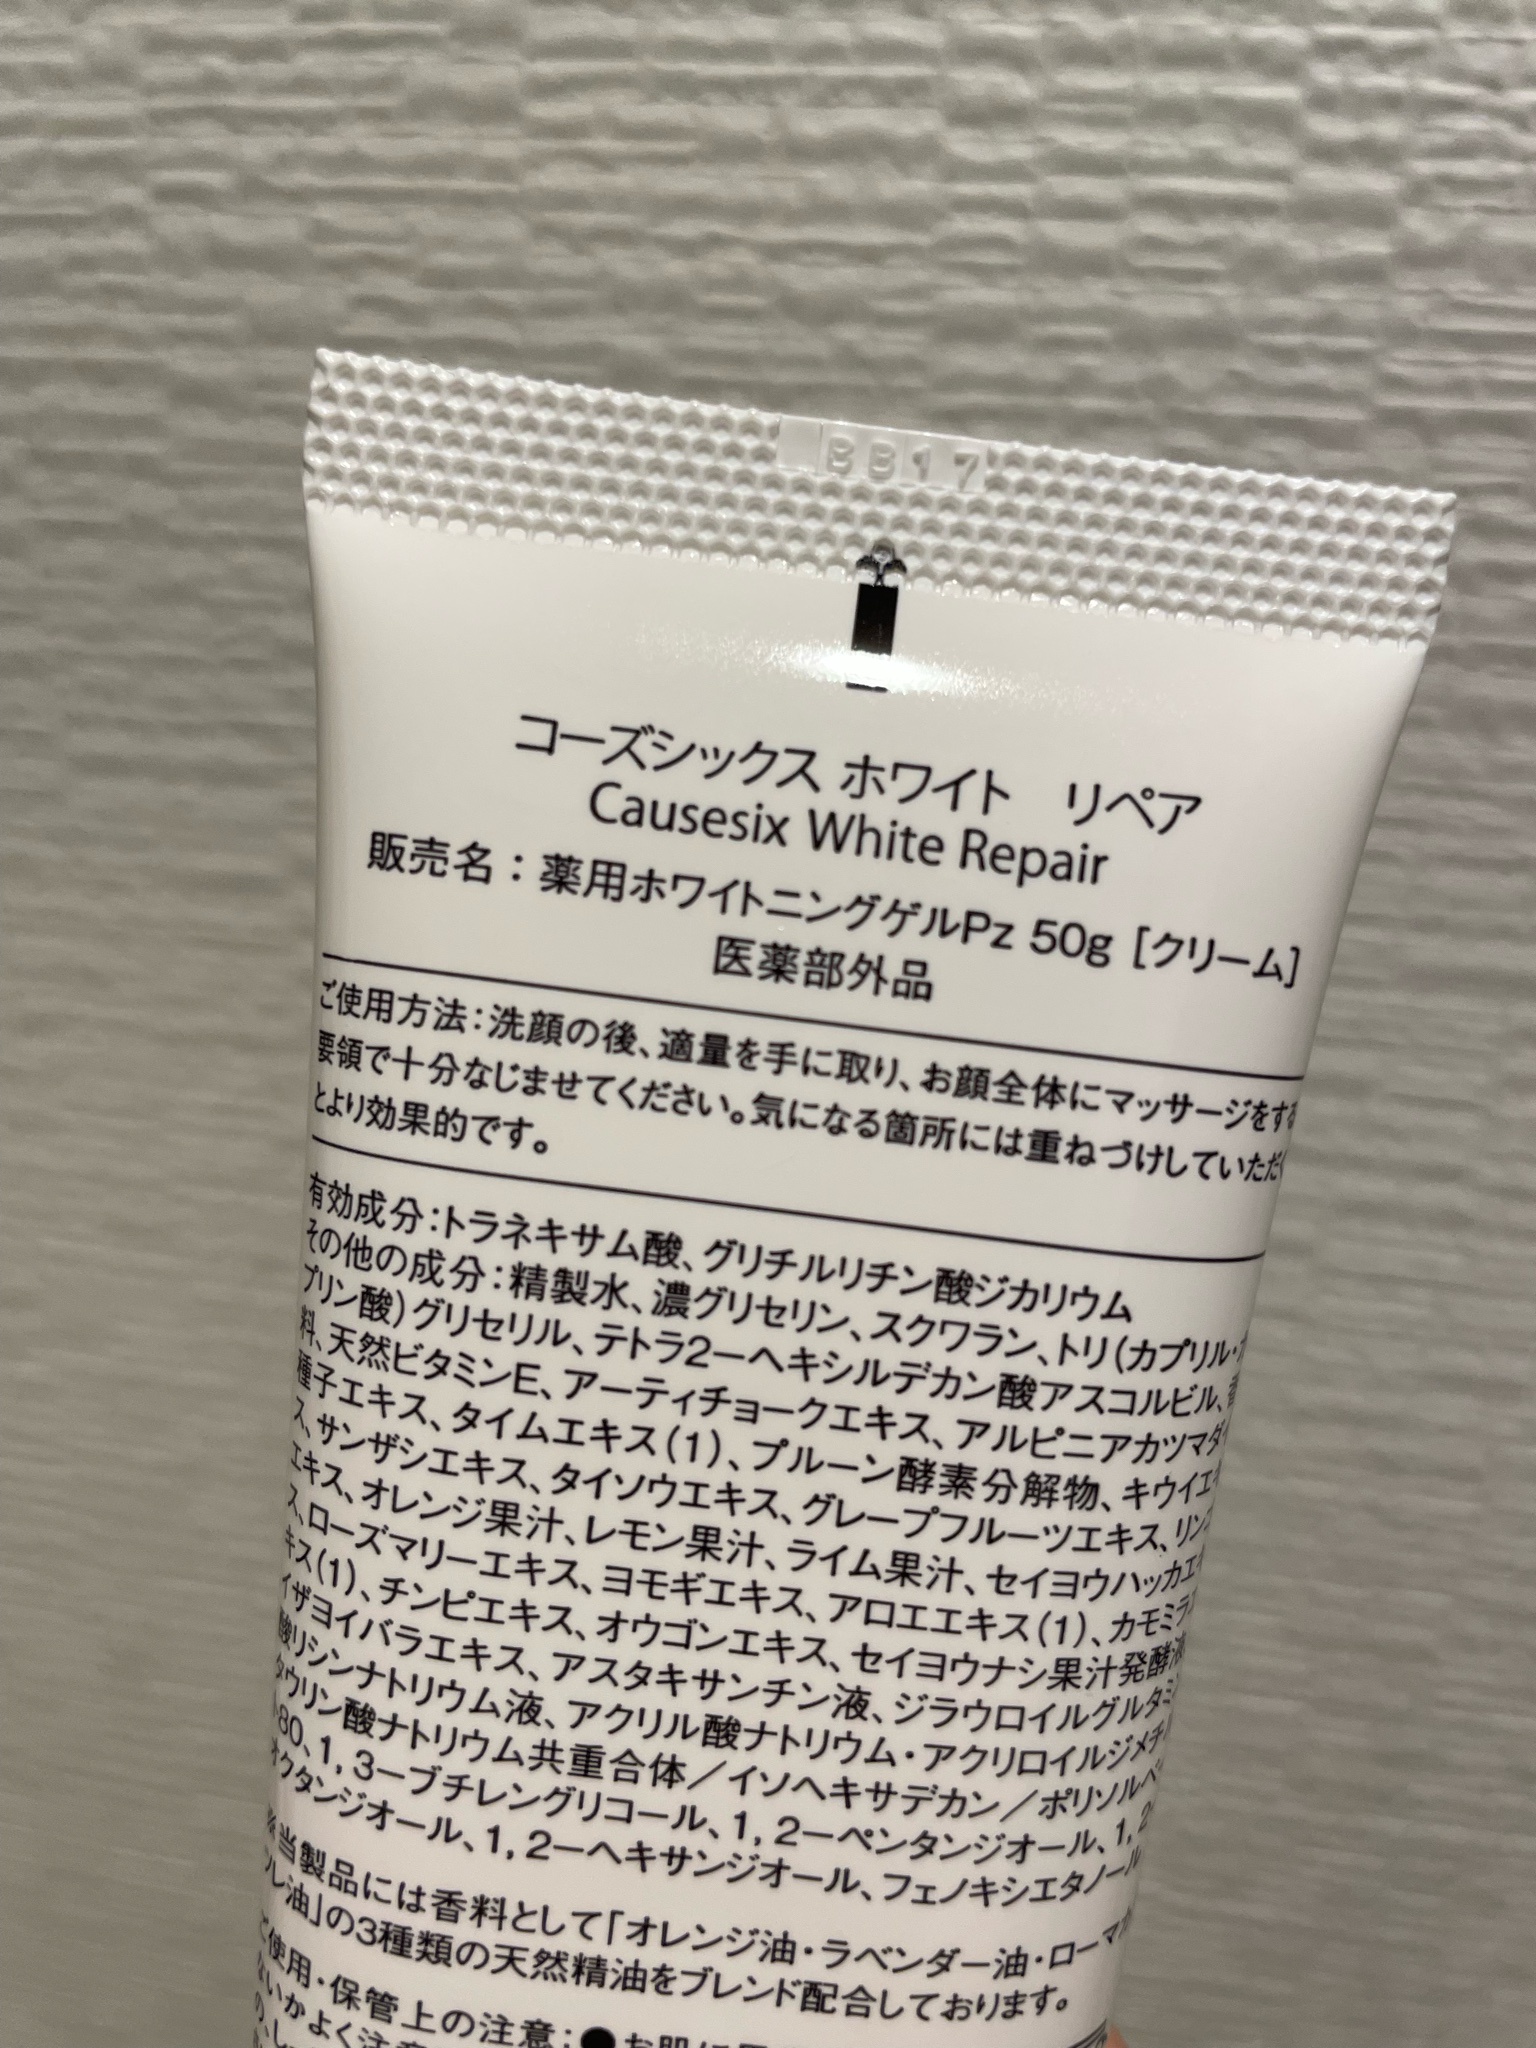 BB17
コーズシックス ホワイト リペア
Causesix White Repair
販売名：薬用ホワイトニングゲルPz 50g［クリーム］
医薬部外品
ご使用方法：洗顔の後、適量を手に取り、お顔全体にマッサージをする
要領で十分なじませてください。気になる箇所には重ねづけしていただく
とより効果的です。
有効成分：トラネキサム酸、グリチルリチン酸ジカリウム
その他の成分：精製水、濃グリセリン、スクワラン、トリ(カプリル・カ
プリン酸)グリセリル、テトラ2－ヘキシルデカン酸アスコルビル、香
料、天然ビタミンE、アーティチョークエキス、アルピニアカツマダ
種子エキス、タイムエキス(1)、プルーン酵素分解物、キウイエキ
ス、サンザシエキス、タイソウエキス、グレープフルーツエキス、リンゴ
エキス、オレンジ果汁、レモン果汁、ライム果汁、セイヨウハッカエキ
ス、ローズマリーエキス、ヨモギエキス、アロエエキス(1)、カモミラエ
キス(1)、チンピエキス、オウゴンエキス、セイヨウナシ果汁発酵液
イザヨイバラエキス、アスタキサンチン液、ジラウロイルグルタミ
酸リシンナトリウム液、アクリル酸ナトリウム・アクリロイルジメチル
タウリン酸ナトリウム共重合体／イソヘキサデカン／ポリソルベー
80、1,3－ブチレングリコール、1,2－ペンタンジオール、1,2
オクタンジオール、1,2－ヘキサンジオール、フェノキシエタノール
※当製品には香料として「オレンジ油・ラベンダー油・ローマカ
ツレ油」の3種類の天然精油をブレンド配合しております。
ご使用・保管上の注意：●お肌に
ないかよく注意